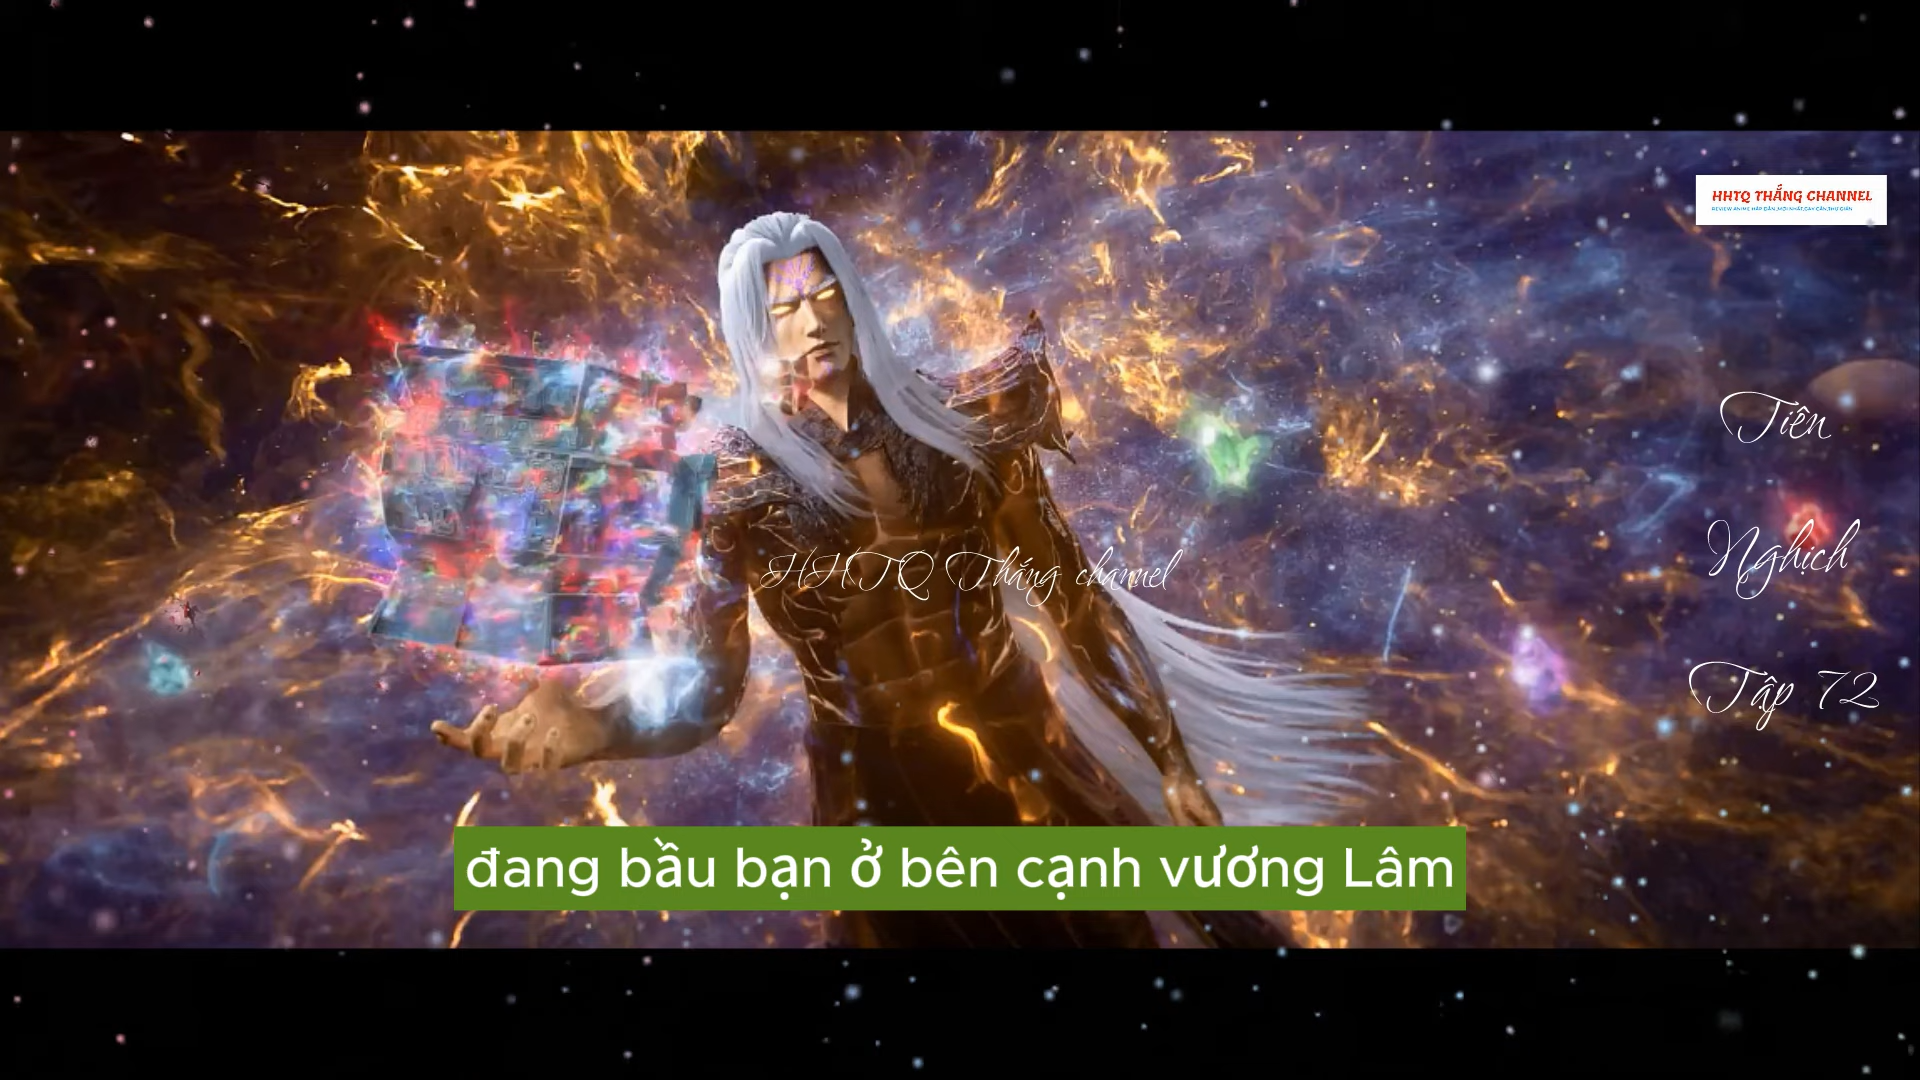 HHTQ THẮNG CHANNEL
Tiên
Nghịch
HHTQ Thắng channel
Tập 72
đang bầu bạn ở bên cạnh vương Lâm